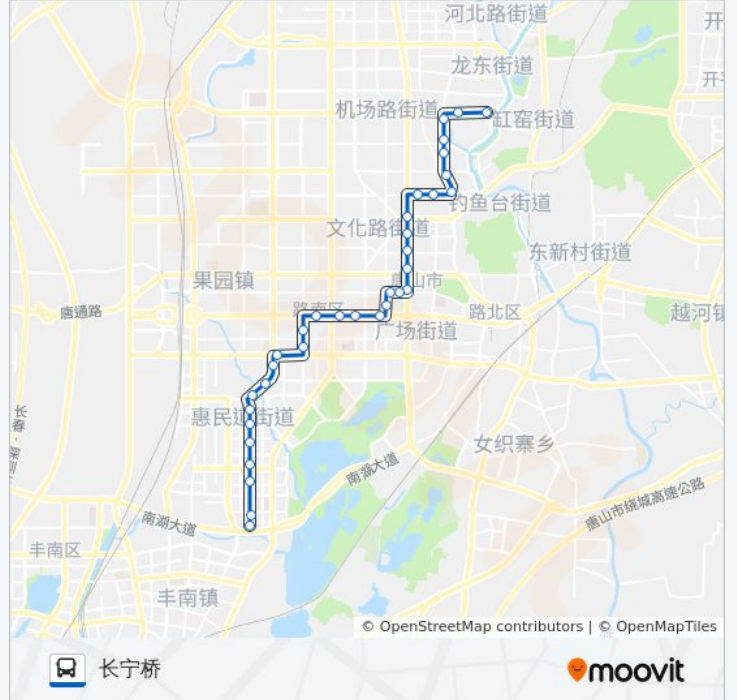 河北路街道
开
龙东街道
开平
机场路街道
缸窑街道
钓鱼台街道
文化路街道
东新村街道
果园镇
唐山市
唐通路
路南区
路北区
越河镇
广场街道
惠民道街道
长春-深圳
女织寨乡
南湖大道
唐山市绕城高速公路
南湖大道
丰南区
丰南镇
© OpenStreetMap contributors | © OpenMapTiles
长宁桥
moovit